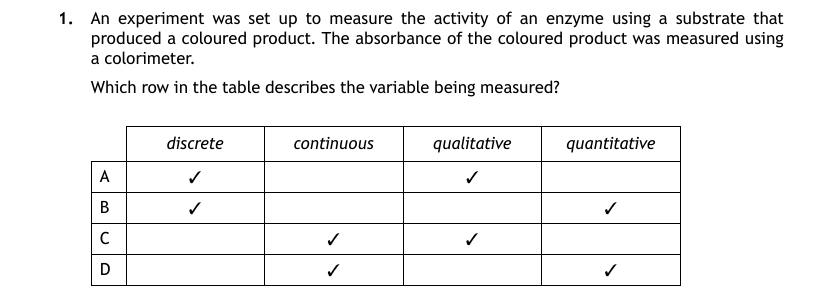 1. An experiment was set up to measure the activity of an enzyme using a substrate that
produced a coloured product. The absorbance of the coloured product was measured using
a colorimeter.
Which row in the table describes the variable being measured?
discrete continuous qualitative quantitative
A ✓ ✓
B ✓ ✓
C ✓ ✓
D ✓ ✓